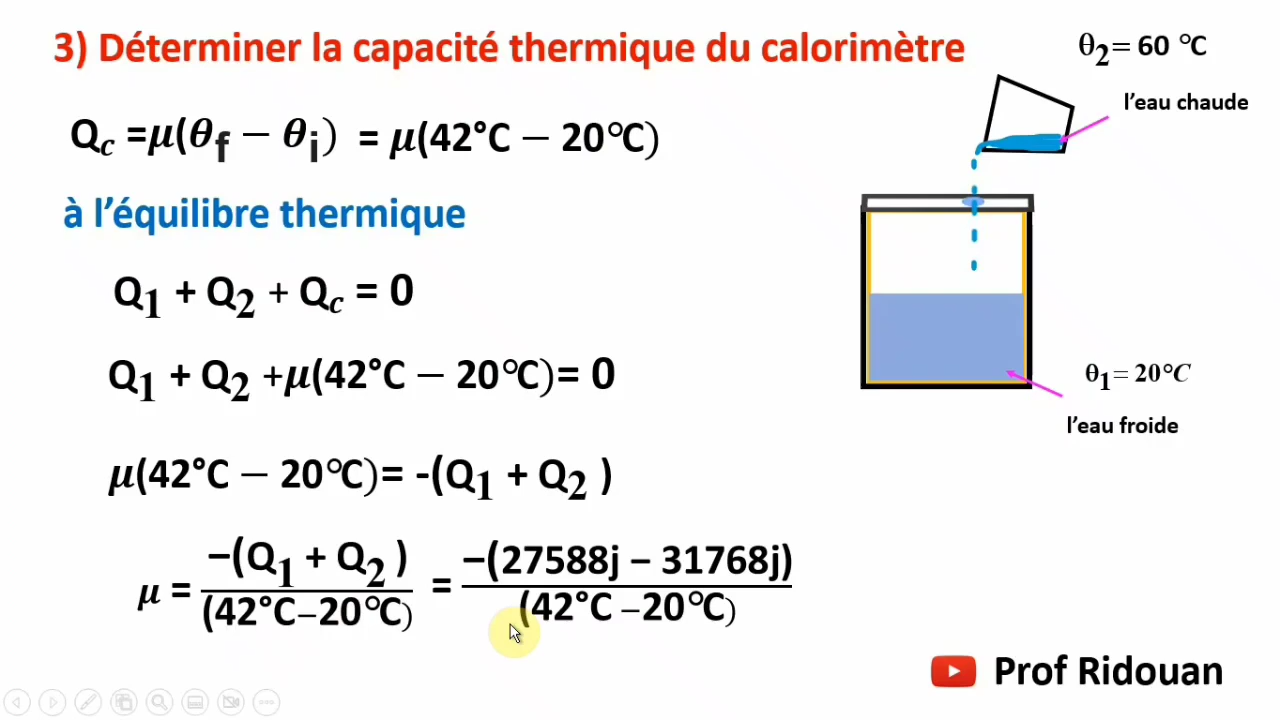 3) Déterminer la capacité thermique du calorimètre
θ2= 60 °C
l'eau chaude
Qc =μ(θf − θi) = μ(42°C − 20°C)
à l'équilibre thermique
Q1 + Q2 + Qc = 0
Q1 + Q2 +μ(42°C − 20°C)= 0
θ1= 20°C
l'eau froide
μ(42°C − 20°C)= -(Q1 + Q2 )
μ = −(Q1 + Q2 ) / (42°C−20°C) = −(27588j − 31768j) / (42°C −20°C)
Prof Ridouan